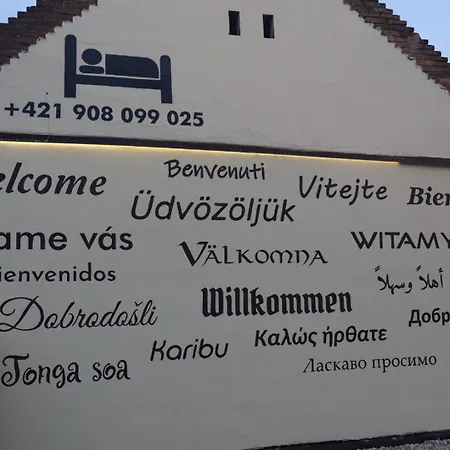 +421 908 099 025
elcome
Benvenuti
Vitejte
Bien
Üdvözöljük
ame vás
Välkomna
WITAMY
ienvenidos
أهلاً وسهلاً
Dobrodošli
Willkommen
Добр
Karibu
Καλώς ήρθατε
Ласкаво просимо
Tonga soa